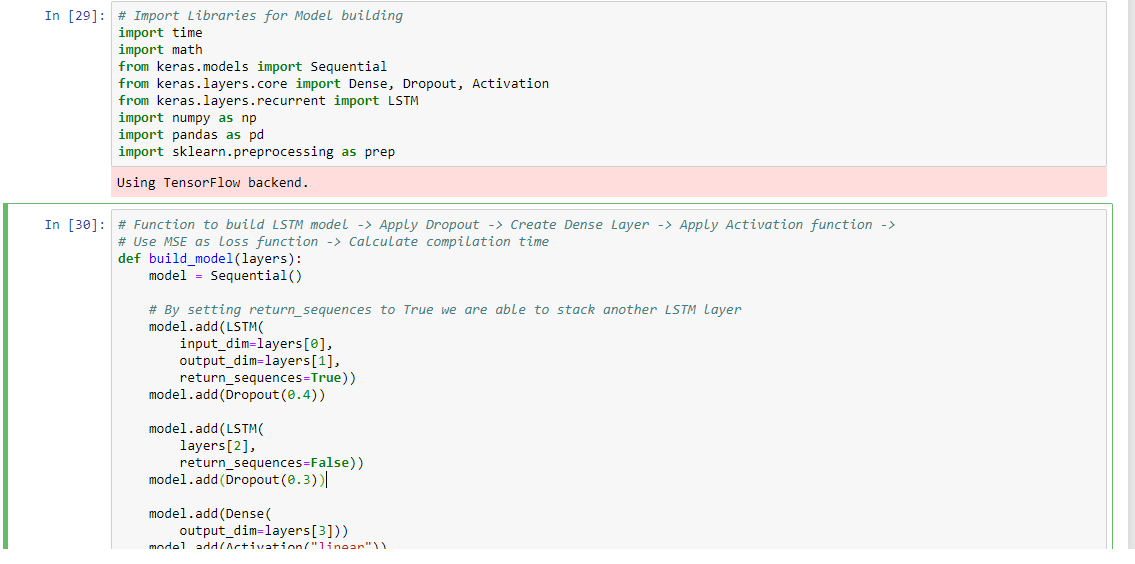 In [29]: # Import Libraries for Model building
import time
import math
from keras.models import Sequential
from keras.layers.core import Dense, Dropout, Activation
from keras.layers.recurrent import LSTM
import numpy as np
import pandas as pd
import sklearn.preprocessing as prep
Using TensorFlow backend.
In [30]: # Function to build LSTM model -> Apply Dropout -> Create Dense Layer -> Apply Activation function ->
# Use MSE as loss function -> Calculate compilation time
def build_model(layers):
    model = Sequential()

    # By setting return_sequences to True we are able to stack another LSTM layer
    model.add(LSTM(
        input_dim=layers[0],
        output_dim=layers[1],
        return_sequences=True))
    model.add(Dropout(0.4))

    model.add(LSTM(
        layers[2],
        return_sequences=False))
    model.add(Dropout(0.3))

    model.add(Dense(
        output_dim=layers[3]))
    model.add(Activation("linear"))